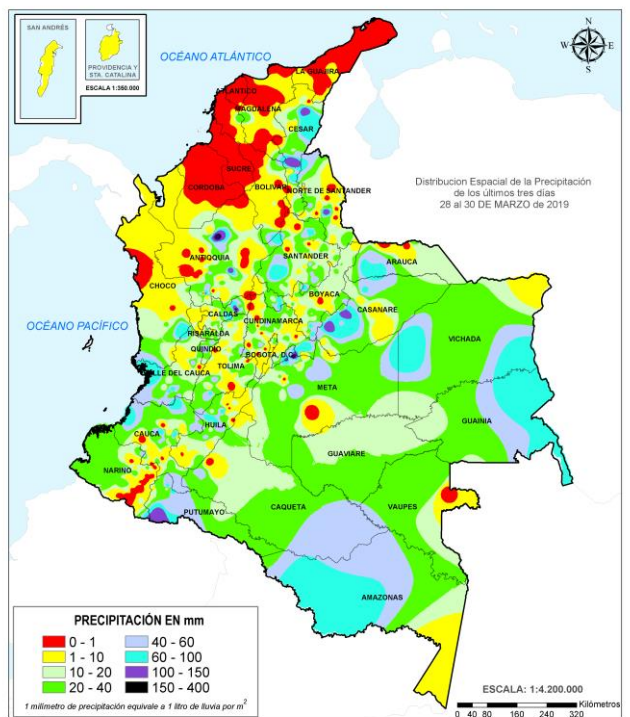 SAN ANDRÉS
PROVIDENCIA Y
STA. CATALINA
ESCALA 1:350.000
OCÉANO ATLÁNTICO
N
W
E
S
LA GUAJIRA
ATLANTICO
MAGDALENA
CESAR
SUCRE
CORDOBA
BOLIVAR
NORTE DE SANTANDER
Distribucion Espacial de la Precipitación
de los últimos tres días
28 al 30 DE MARZO de 2019
ANTIOQUIA
SANTANDER
ARAUCA
CHOCO
BOYACA
CASANARE
CALDAS
CUNDINAMARCA
OCÉANO PACÍFICO
RISARALDA
VICHADA
QUINDIO
BOGOTA, D.C.
TOLIMA
VALLE DEL CAUCA
META
GUAINIA
HUILA
CAUCA
GUAVIARE
NARIÑO
CAQUETA
VAUPES
PUTUMAYO
AMAZONAS
PRECIPITACIÓN EN mm
0 - 1
40 - 60
1 - 10
60 - 100
10 - 20
100 - 150
20 - 40
150 - 400
1 milimetro de precipitación equivale a 1 litro de lluvia por m²
ESCALA: 1:4.200.000
0 40 80 160 240 320
Kilómetros